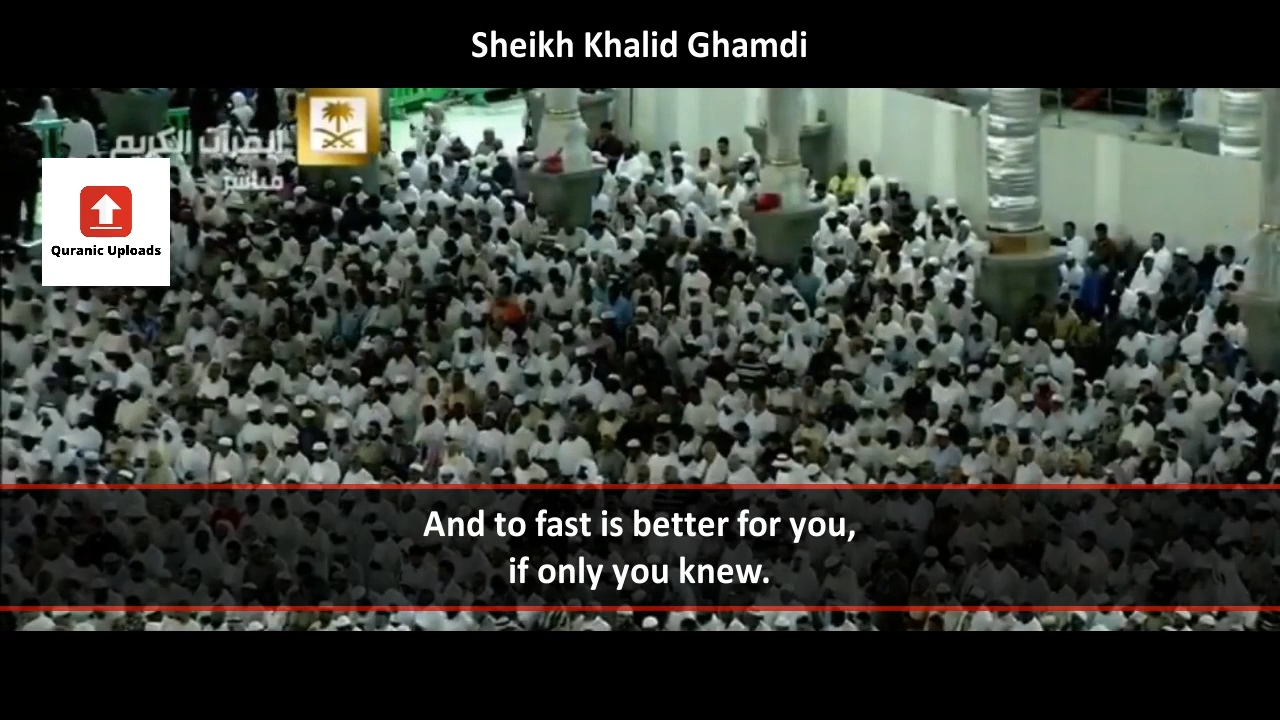 Sheikh Khalid Ghamdi
القرآن الكريم
مباشر
Quranic Uploads
And to fast is better for you,
if only you knew.